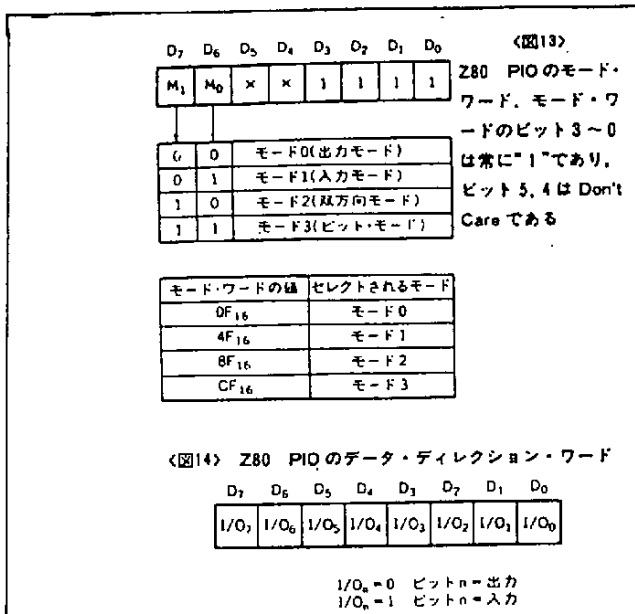 D₇ D₆ D₅ D₄ D₃ D₂ D₁ D₀
M₁ M₀ × × 1 1 1 1
0 0 モード0(出力モード)
0 1 モード1(入力モード)
1 0 モード2(双方向モード)
1 1 モード3(ビット・モード)
〈図13〉
Z80 PIOのモード・
ワード．モード・ワ
ードのビット3～0
は常に"1"であり，
ビット5，4はDon't
Careである
モード・ワードの値 セレクトされるモード
0F₁₆ モード0
4F₁₆ モード1
8F₁₆ モード2
CF₁₆ モード3
〈図14〉 Z80 PIOのデータ・ディレクション・ワード
D₇ D₆ D₅ D₄ D₃ D₂ D₁ D₀
I/O₇ I/O₆ I/O₅ I/O₄ I/O₃ I/O₂ I/O₁ I/O₀
I/Oₙ=0 ビットn=出力
I/Oₙ=1 ビットn=入力